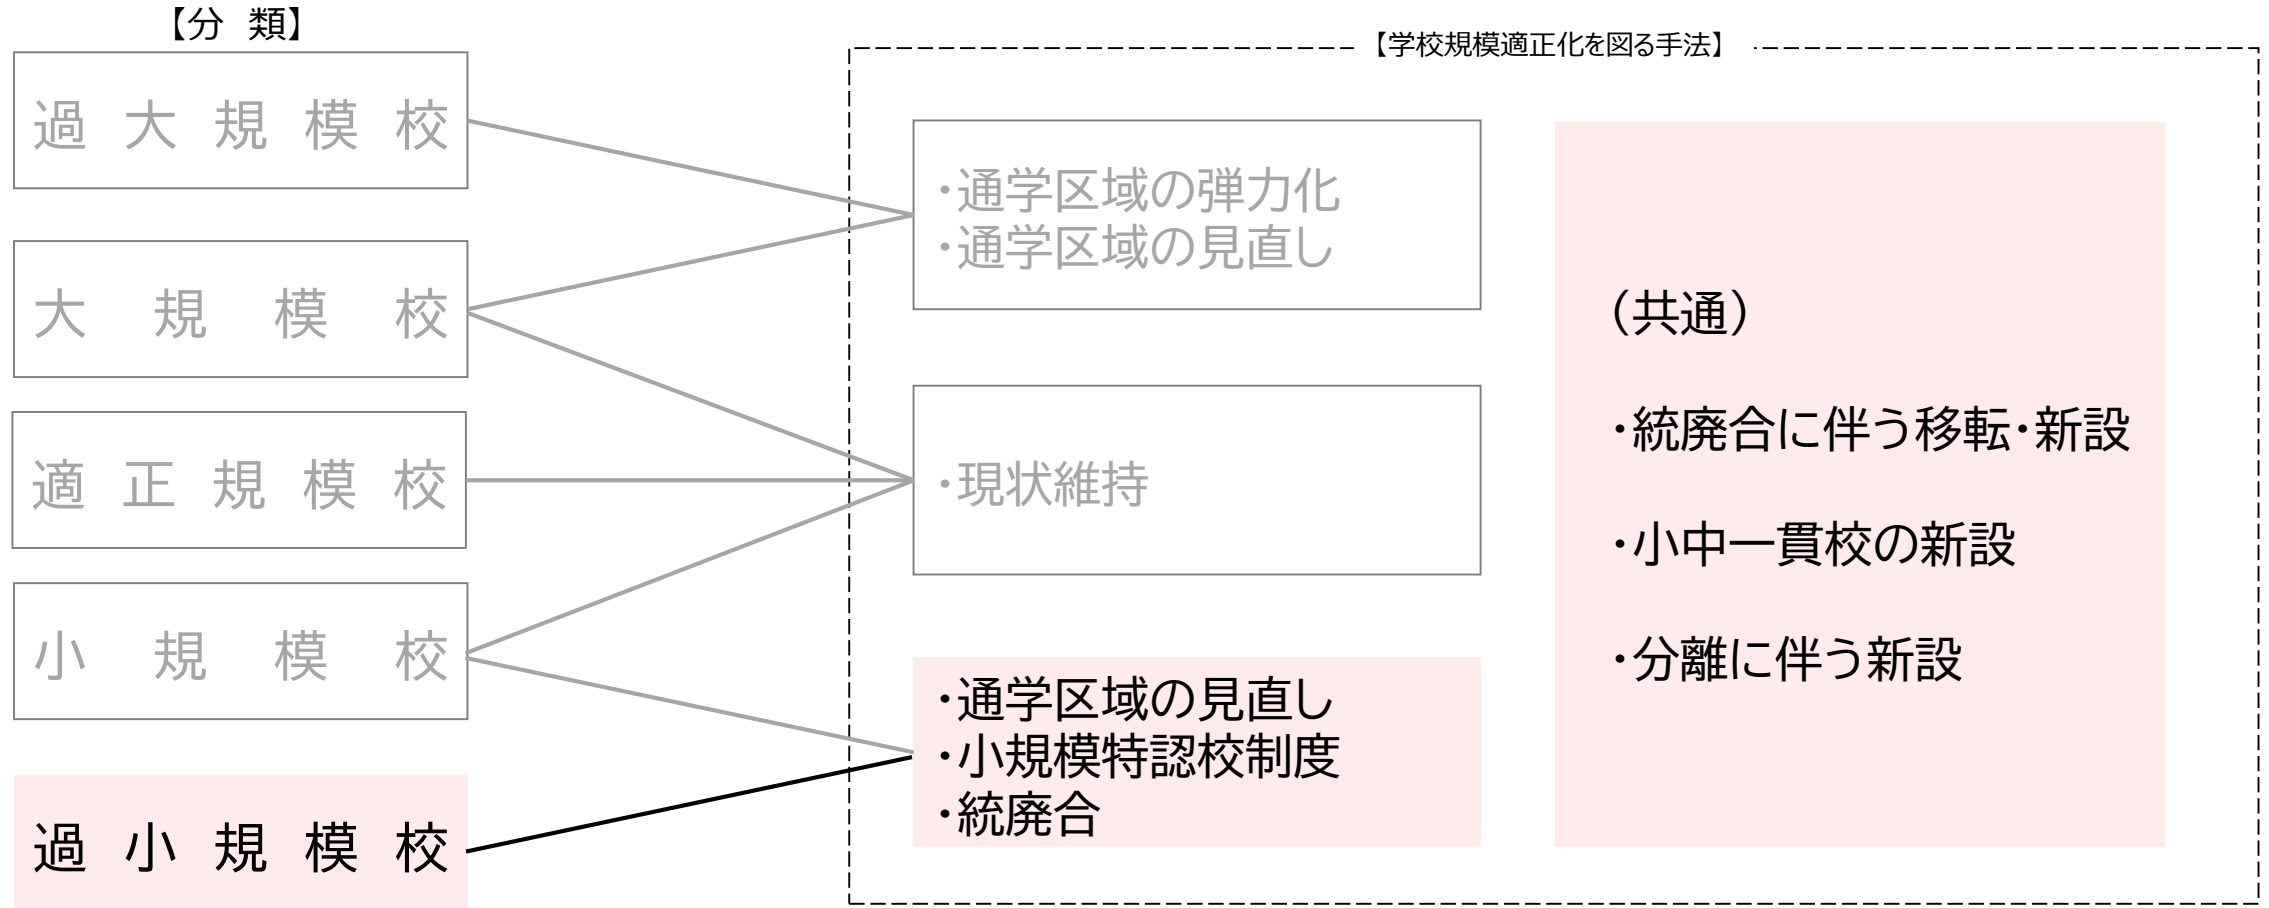 【分　類】
過大規模校
大規模校
適正規模校
小規模校
過小規模校
【学校規模適正化を図る手法】
・通学区域の弾力化
・通学区域の見直し
・現状維持
・通学区域の見直し
・小規模特認校制度
・統廃合
（共通）
・統廃合に伴う移転・新設
・小中一貫校の新設
・分離に伴う新設